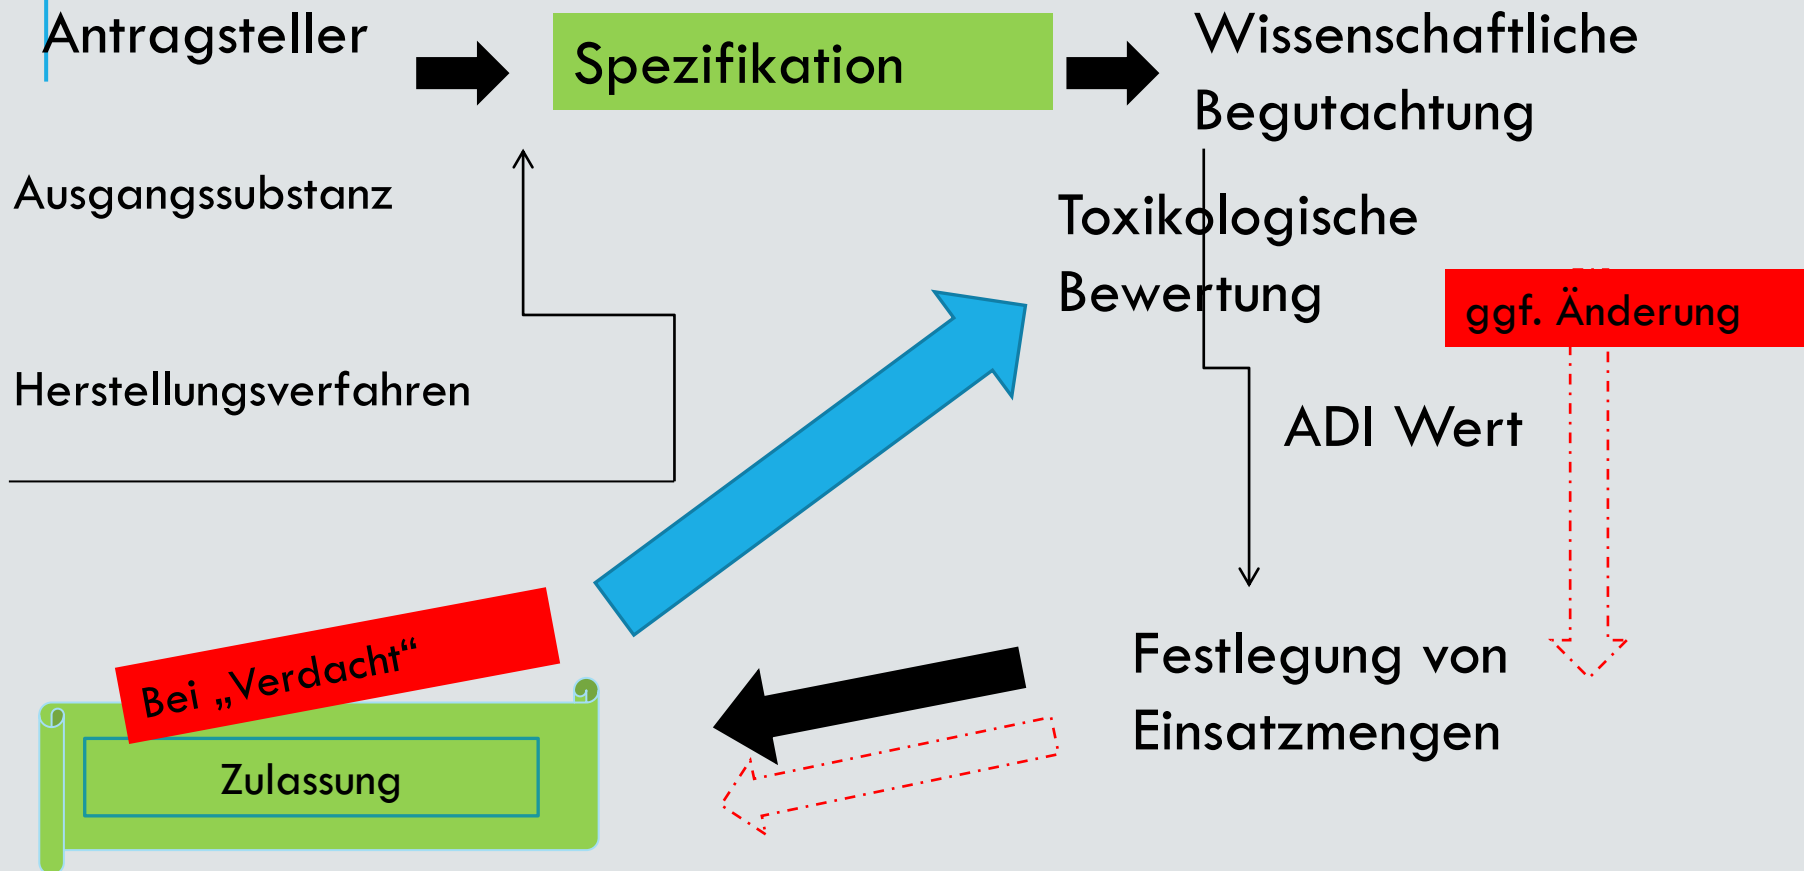 Antragsteller
Spezifikation
Wissenschaftliche
Begutachtung
Ausgangssubstanz
Toxikologische
Bewertung
ggf. Änderung
Herstellungsverfahren
ADI Wert
Bei „Verdacht“
Festlegung von
Einsatzmengen
Zulassung